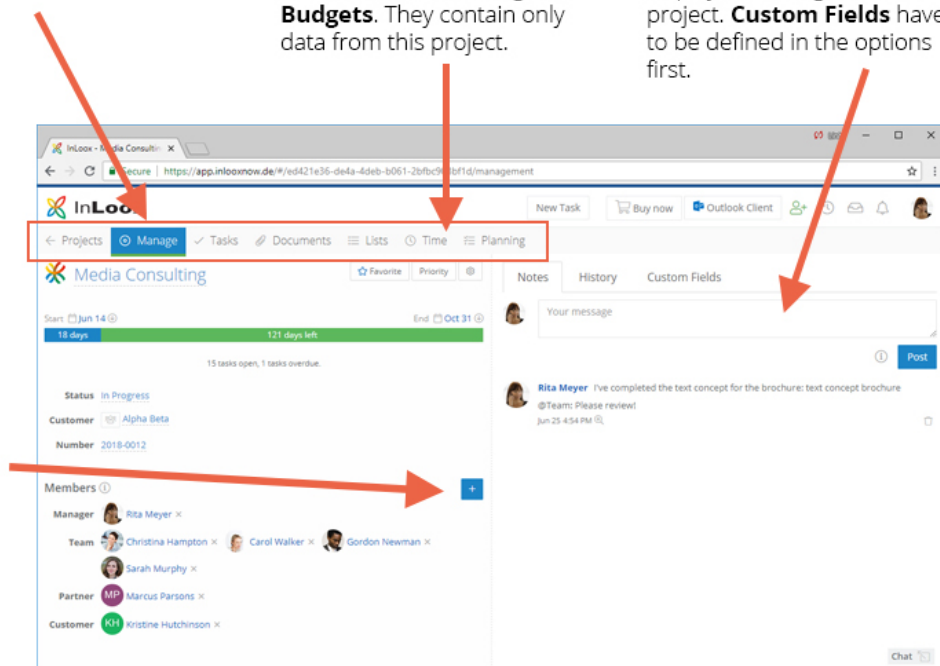 Budgets. They contain only
data from this project.
project. Custom Fields have
to be defined in the options
first.
InLoox - Media Consulting
Secure | https://app.inlooxnow.de/#/ed421e36-de4a-4deb-b061-
/management
InLoox
New Task Buy now Outlook Client
Projects Manage Tasks Documents Lists Time Planning
Media Consulting
Favorite Priority
Notes History Custom Fields
Your message
Start Jun 14 End Oct 31
18 days 121 days left
15 tasks open, 1 tasks overdue.
Post
Status In Progress
Customer Alpha Beta
Number 2018-0012
Rita Meyer I've completed the text concept for the brochure: text concept brochure
@Team: Please review!
Jun 25 4:54 PM
Members
+
Manager Rita Meyer ×
Team Christina Hampton × Carol Walker × Gordon Newman ×
Sarah Murphy ×
Partner MP Marcus Parsons ×
Customer KH Kristine Hutchinson ×
Chat